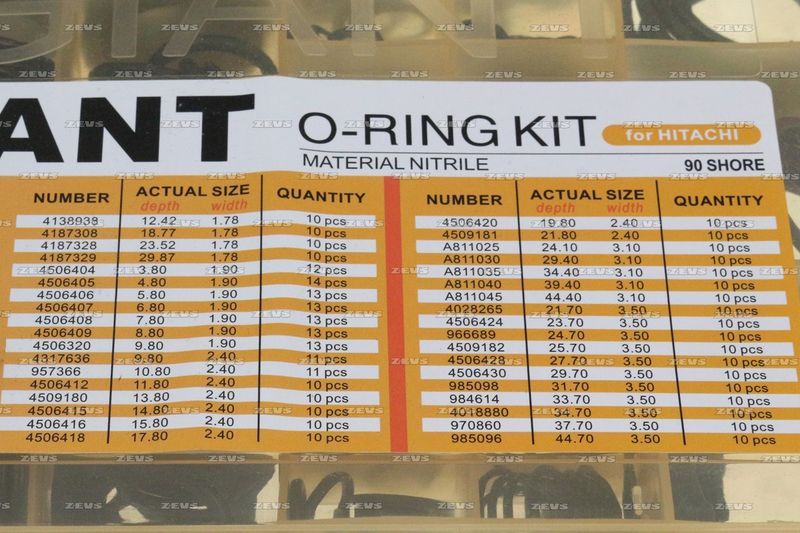 GIANT
ANT
O-RING KIT for HITACHI
MATERIAL NITRILE 90 SHORE
NUMBER ACTUAL SIZE QUANTITY
depth width
4138938 12.42 1.78 10 pcs
4187308 18.77 1.78 10 pcs
4187328 23.52 1.78 10 pcs
4187329 29.87 1.78 10 pcs
4506404 3.80 1.90 12 pcs
4506405 4.80 1.90 14 pcs
4506406 5.80 1.90 13 pcs
4506407 6.80 1.90 13 pcs
4506408 7.80 1.90 13 pcs
4506409 8.80 1.90 13 pcs
4506320 9.80 1.90 13 pcs
4317636 9.80 2.40 11 pcs
957366 10.80 2.40 11 pcs
4506412 11.80 2.40 10 pcs
4509180 13.80 2.40 10 pcs
4506415 14.80 2.40 10 pcs
4506416 15.80 2.40 10 pcs
4506418 17.80 2.40 10 pcs
NUMBER ACTUAL SIZE QUANTITY
depth width
4506420 19.80 2.40 10 pcs
4509181 21.80 2.40 10 pcs
A811025 24.10 3.10 10 pcs
A811030 29.40 3.10 10 pcs
A811035 34.40 3.10 10 pcs
A811040 39.40 3.10 10 pcs
A811045 44.40 3.10 10 pcs
4028265 21.70 3.50 10 pcs
4506424 23.70 3.50 10 pcs
966689 24.70 3.50 10 pcs
4509182 25.70 3.50 10 pcs
4506428 27.70 3.50 10 pcs
4506430 29.70 3.50 10 pcs
985098 31.70 3.50 10 pcs
984614 33.70 3.50 10 pcs
4018880 34.70 3.50 10 pcs
970860 37.70 3.50 10 pcs
985096 44.70 3.50 10 pcs
ZEVS